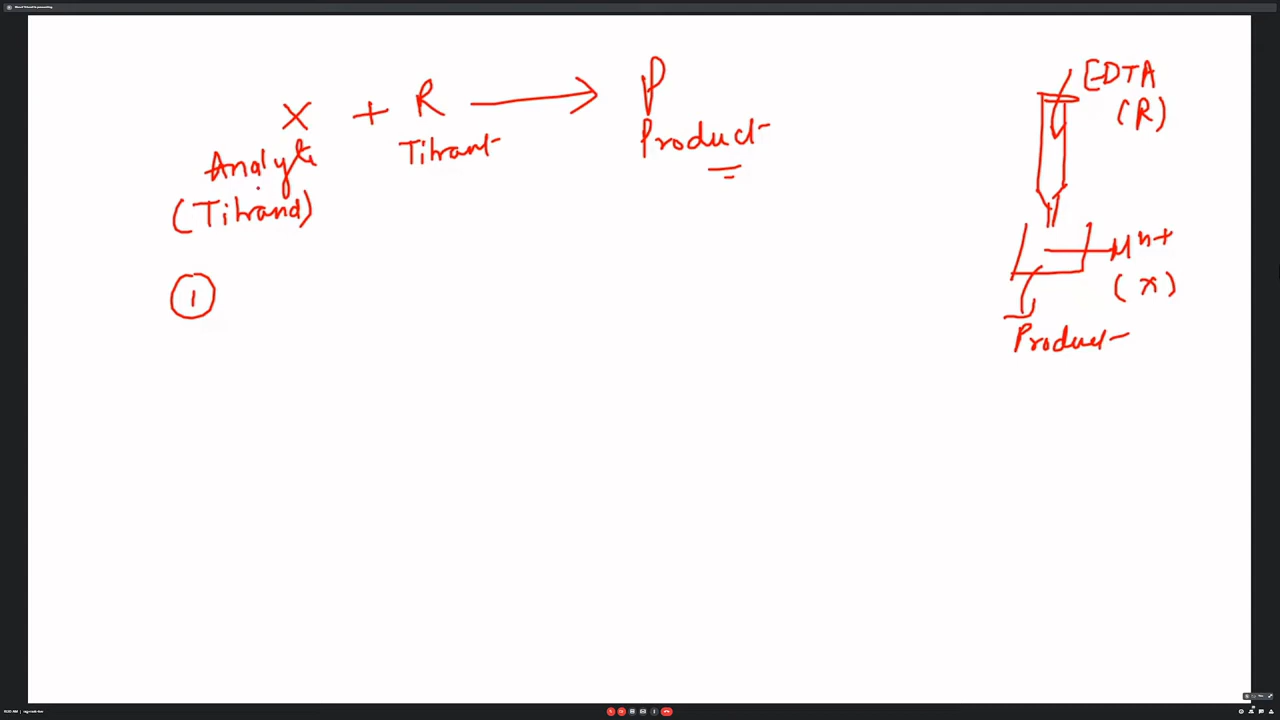 X + R → P
Analyte Titrant Product
(Titrand)
①
EDTA
(R)
Mⁿ⁺
(X)
Product